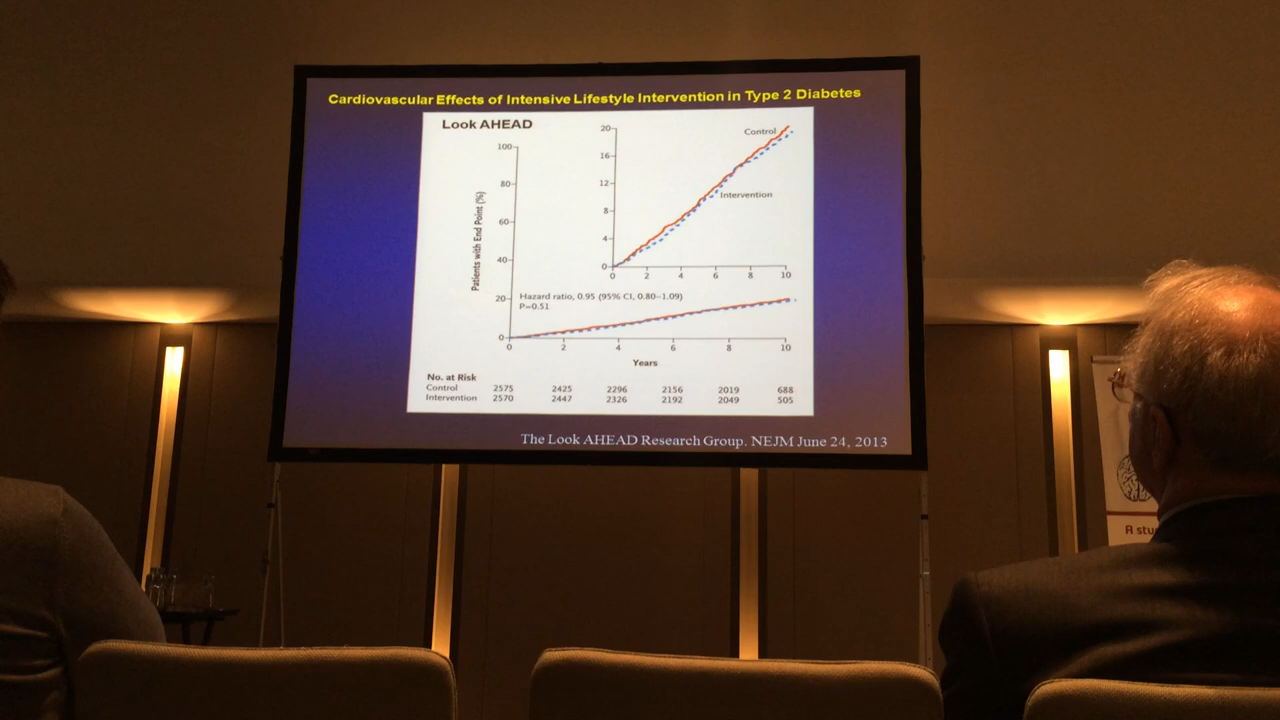 Cardiovascular Effects of Intensive Lifestyle Intervention in Type 2 Diabetes
Look AHEAD
Patients with End Point (%)
100
80
60
40
20
0
0 2 4 6 8 10
Years
20
16
12
8
4
0
0 2 4 6 8 10
Control
Intervention
Hazard ratio, 0.95 (95% CI, 0.80–1.09)
P=0.51
No. at Risk
Control 2575 2425 2296 2156 2019 688
Intervention 2570 2447 2326 2192 2049 505
The Look AHEAD Research Group. NEJM June 24, 2013
A stu